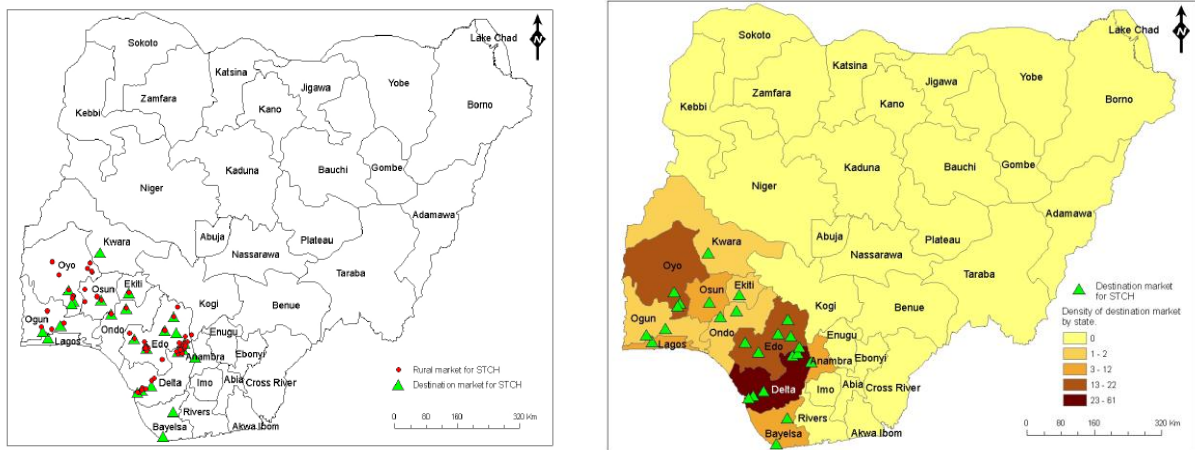 Lake Chad
N
Sokoto
Katsina
Yobe
Jigawa
Borno
Zamfara
Kano
Kebbi
Gombe
Kaduna
Bauchi
Niger
Adamawa
Abuja
Plateau
Kwara
Nassarawa
Oyo
Taraba
Osun
Ekiti
Kogi
Benue
Ogun
Ondo
Enugu
Lagos
Edo
Anambra
Ebonyi
Delta
Imo
Abia
Cross River
Rivers
Bayelsa
Akwa Ibom
Rural market for STCH
Destination market for STCH
0 80 160 320 Km
Lake Chad
N
Sokoto
Katsina
Yobe
Jigawa
Borno
Zamfara
Kano
Kebbi
Gombe
Kaduna
Bauchi
Niger
Adamawa
Abuja
Plateau
Kwara
Nassarawa
Oyo
Taraba
Osun
Ekiti
Kogi
Benue
Ogun
Ondo
Enugu
Lagos
Edo
Anambra
Ebonyi
Delta
Imo
Abia
Cross River
Rivers
Bayelsa
Akwa Ibom
Destination market
for STCH
Density of destination market
by state
0
1 - 2
3 - 12
13 - 22
23 - 61
0 80 160 320 Km